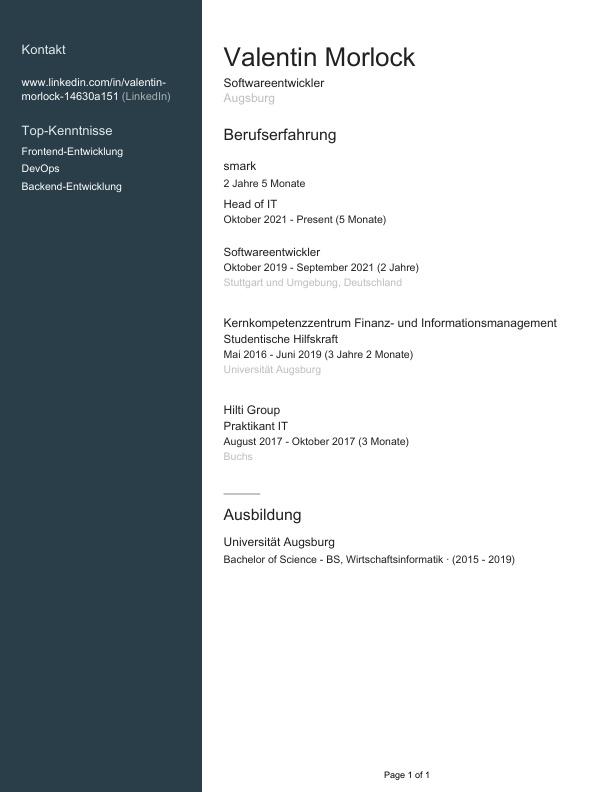 Kontakt
www.linkedin.com/in/valentin-
morlock-14630a151 (LinkedIn)
Top-Kenntnisse
Frontend-Entwicklung
DevOps
Backend-Entwicklung
Valentin Morlock
Softwareentwickler
Augsburg
Berufserfahrung
smark
2 Jahre 5 Monate
Head of IT
Oktober 2021 - Present (5 Monate)
Softwareentwickler
Oktober 2019 - September 2021 (2 Jahre)
Stuttgart und Umgebung, Deutschland
Kernkompetenzzentrum Finanz- und Informationsmanagement
Studentische Hilfskraft
Mai 2016 - Juni 2019 (3 Jahre 2 Monate)
Universität Augsburg
Hilti Group
Praktikant IT
August 2017 - Oktober 2017 (3 Monate)
Buchs
Ausbildung
Universität Augsburg
Bachelor of Science - BS, Wirtschaftsinformatik · (2015 - 2019)
Page 1 of 1